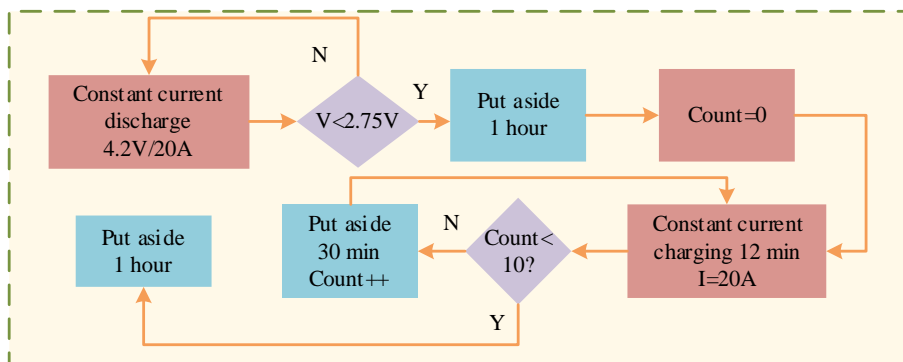 N
Constant current
discharge
4.2V/20A
V<2.75V
Y
Put aside
1 hour
Count=0
Put aside
1 hour
Put aside
30 min
Count++
N
Count<
10?
Y
Constant current
charging 12 min
I=20A